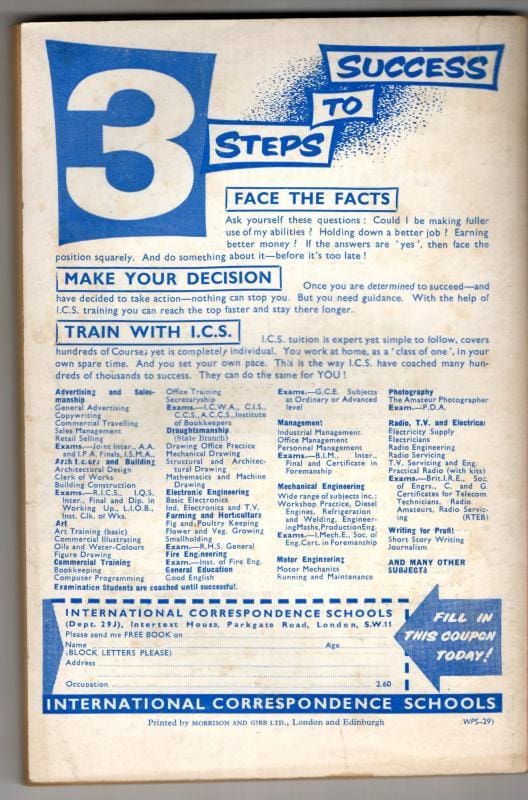 3
STEPS
TO
SUCCESS
FACE THE FACTS
Ask yourself these questions : Could I be making fuller
use of my abilities ? Holding down a better job ? Earning
better money ? If the answers are 'yes', then face the
position squarely. And do something about it—before it's too late !
MAKE YOUR DECISION
Once you are determined to succeed—and
have decided to take action—nothing can stop you. But you need guidance. With the help of
I.C.S. training you can reach the top faster and stay there longer.
TRAIN WITH I.C.S.
I.C.S. tuition is expert yet simple to follow, covers
hundreds of Courses yet is completely individual. You work at home, as a 'class of one', in your
own spare time. And you set your own pace. This is the way I.C.S. have coached many hun-
dreds of thousands to success. They can do the same for YOU !
Advertising and Sales-
manship
General Advertising
Copywriting
Commercial Travelling
Sales Management
Retail Selling
Exams.—Joint Inter., A.A.
and I.P.A. Finals, I.S.M.A.
Architecture and Building
Architectural Design
Clerk of Works
Building Construction
Exams.—R.I.C.S., I.Q.S.
Inter., Final and Dip. in
Working Up., L.I.O.B.,
Inst. Clk. of Wks.
Art
Art Training (basic)
Commercial Illustrating
Oils and Water-Colours
Figure Drawing
Commercial Training
Bookkeeping
Computer Programming
Office Training
Secretaryship
Exams.—I.C.W.A., C.I.S.,
C.C.S., A.C.C.S., Institute
of Bookkeepers
Draughtsmanship
(State Branch)
Drawing Office Practice
Mechanical Drawing
Structural and Architec-
tural Drawing
Mathematics and Machine
Drawing
Electronic Engineering
Basic Electronics
Ind. Electronics and T.V.
Farming and Horticulture
Pig and Poultry Keeping
Flower and Veg. Growing
Smallholding
Exam.—R.H.S. General
Fire Engineering
Exam.—Inst. of Fire Eng.
General Education
Good English
Exams.—G.C.E. Subjects
at Ordinary or Advanced
level
Management
Industrial Management
Office Management
Personnel Management
Exams.—B.I.M., Inter.,
Final and Certificate in
Foremanship
Mechanical Engineering
Wide range of subjects inc.:
Workshop Practice, Diesel
Engines, Refrigeration
and Welding, Engineer-
ingMaths, ProductionEng.
Exams.—I.Mech.E., Soc. of
Eng. Cert. in Foremanship
Motor Engineering
Motor Mechanics
Running and Maintenance
Photography
The Amateur Photographer
Exam.—P.D.A.
Radio, T.V. and Electrical
Electricity Supply
Electricians
Radio Engineering
Radio Servicing
T.V. Servicing and Eng.
Practical Radio (with kits)
Exams.—Brit.I.R.E., Soc.
of Engrs., C. and G.
Certificates for Telecom.
Technicians, Radio
Amateurs, Radio Servic-
ing (RTEB)
Writing for Profit
Short Story Writing
Journalism
AND MANY OTHER
SUBJECTS
Examination Students are coached until successful.
INTERNATIONAL CORRESPONDENCE SCHOOLS
(Dept. 29J), Intertext House, Parkgate Road, London, S.W.11
Please send me FREE BOOK on
Name Age
(BLOCK LETTERS PLEASE)
Address
Occupation 2.60
FILL IN
THIS COUPON
TODAY!
INTERNATIONAL CORRESPONDENCE SCHOOLS
Printed by MORRISON AND GIBB LTD., London and Edinburgh
WPS-29)